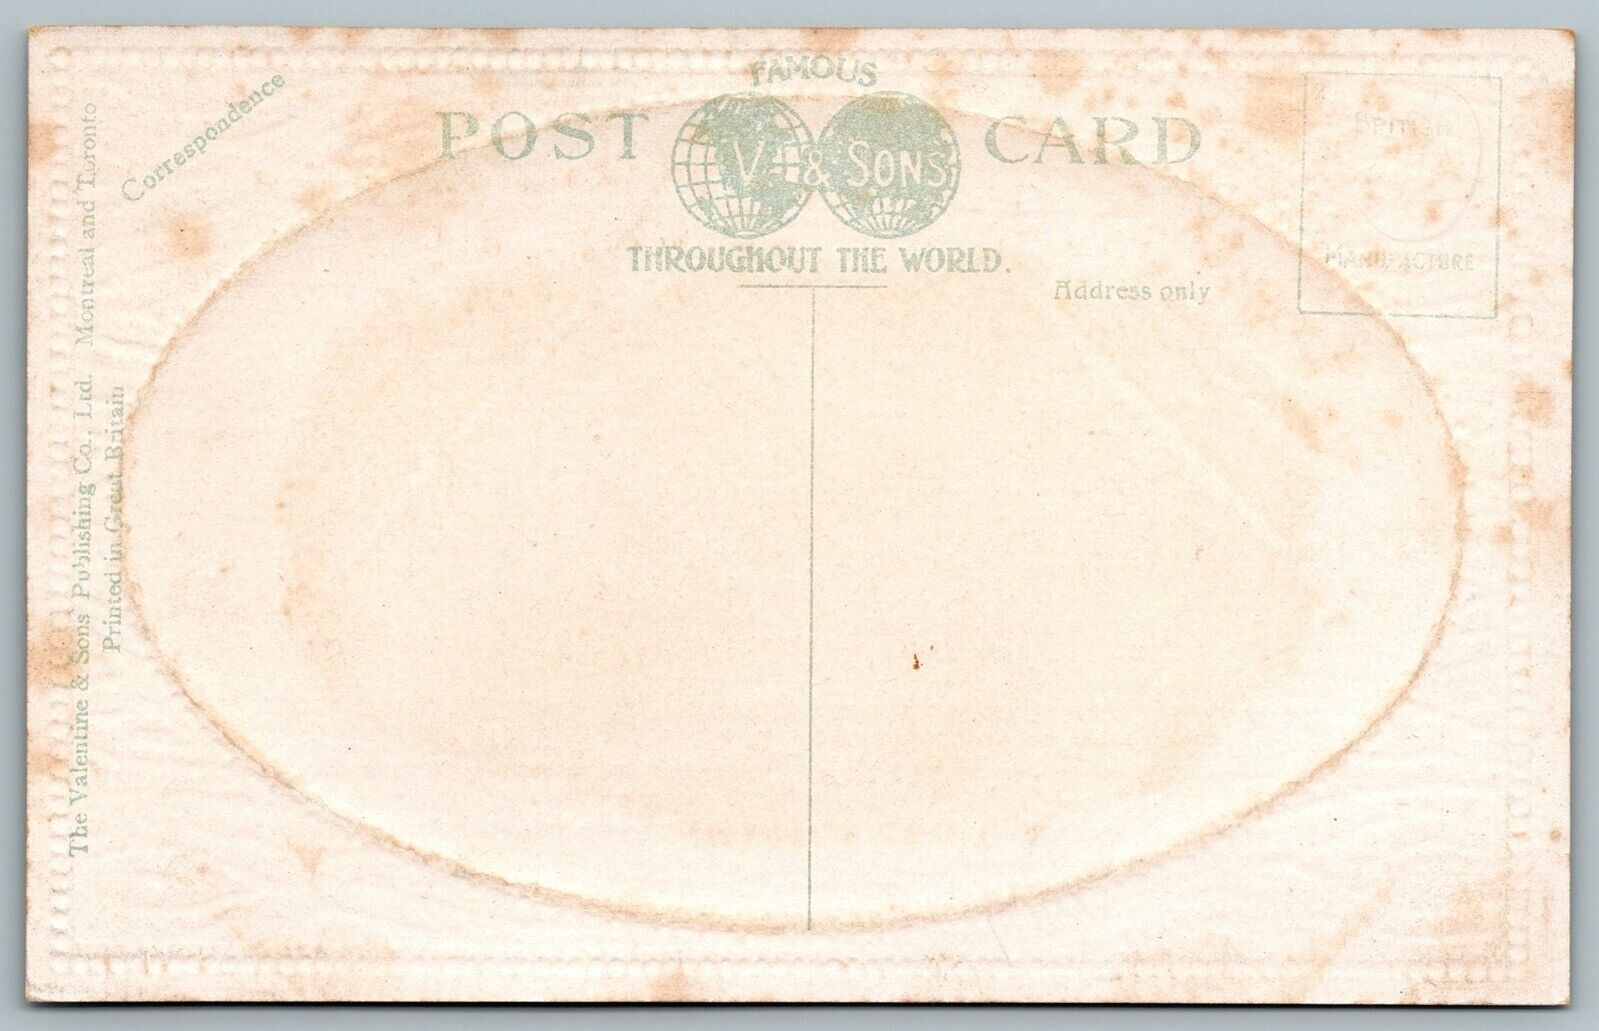 FAMOUS
POST V & SONS CARD
THROUGHOUT THE WORLD.
Correspondence
Address only
BRITISH
MANUFACTURE
The Valentine & Sons Publishing Co., Ltd. Montreal and Toronto
Printed in Great Britain